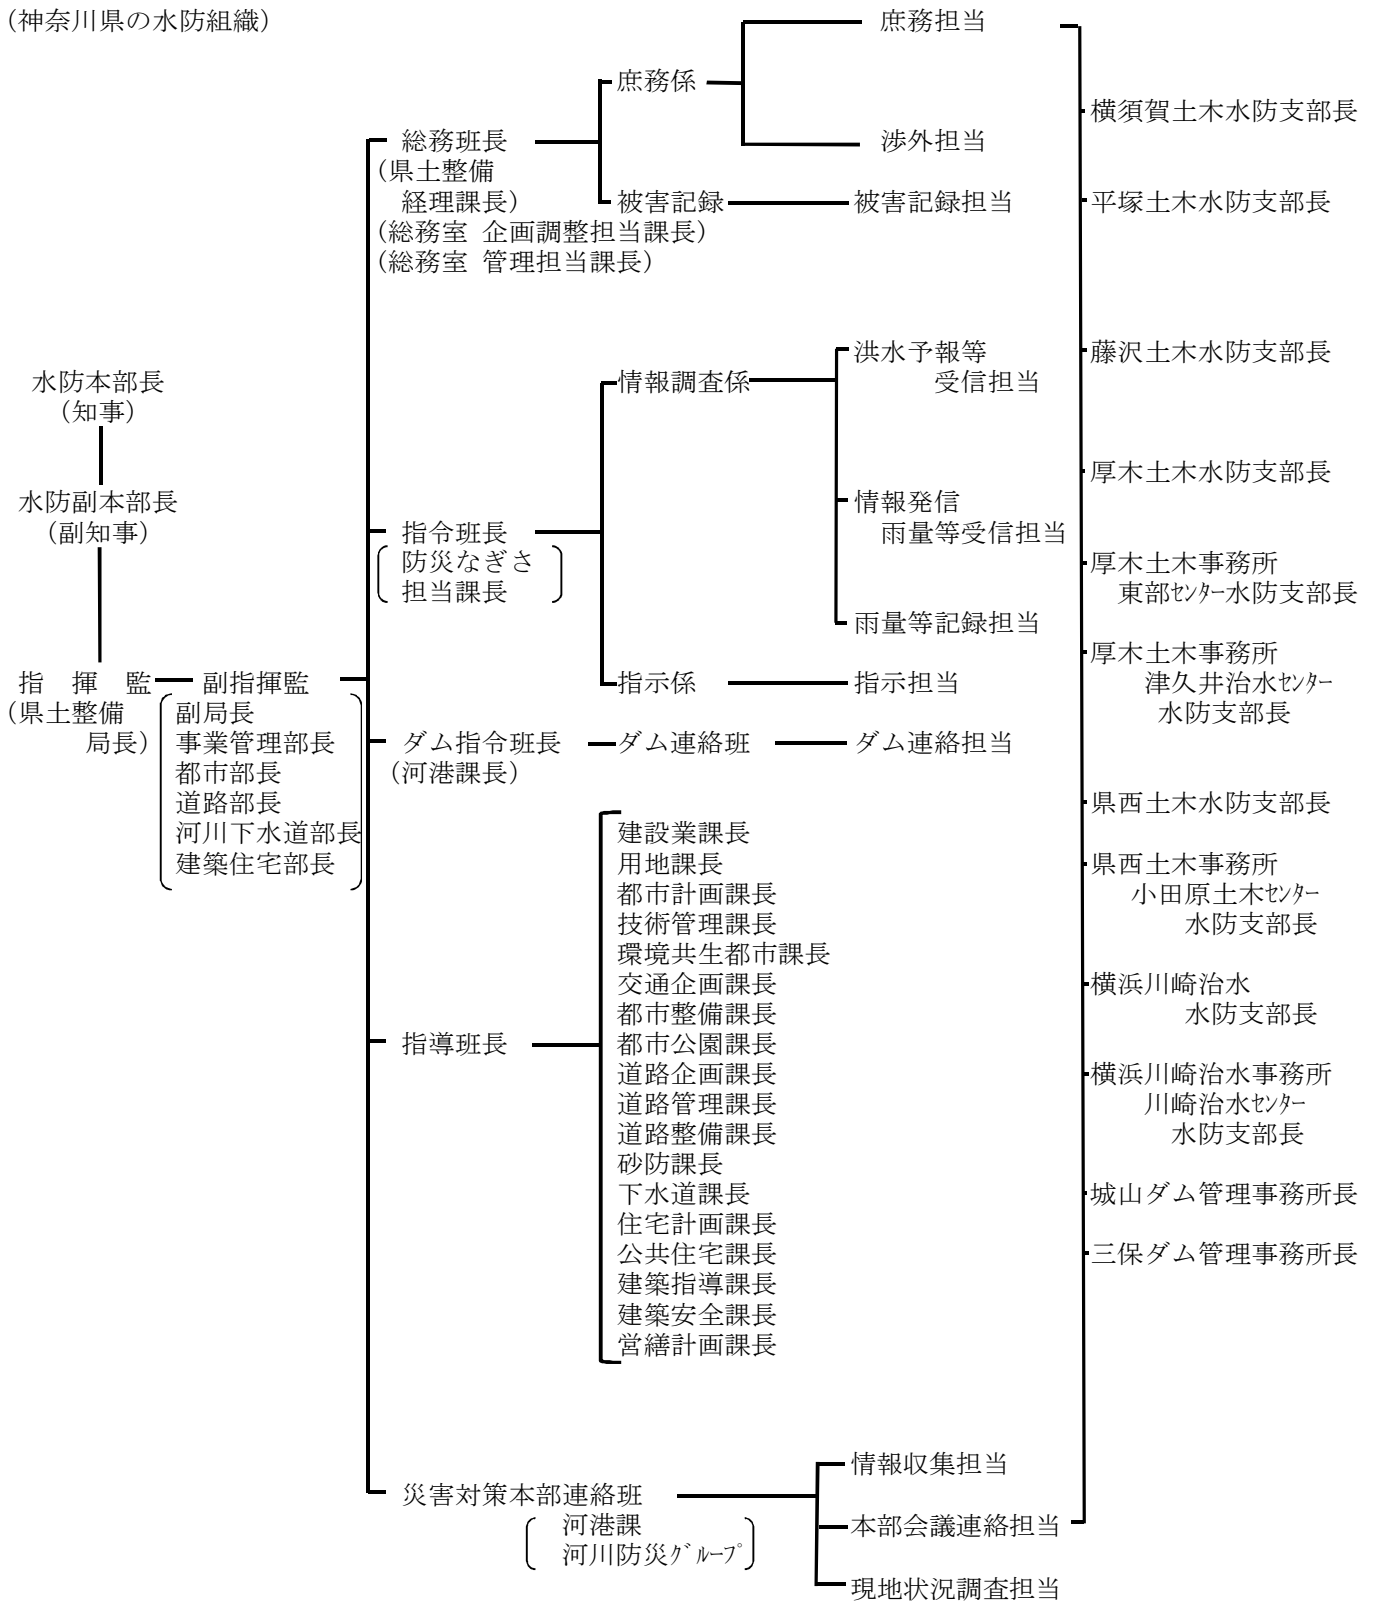 (神奈川県の水防組織)
水防本部長
(知事)
水防副本部長
(副知事)
指　揮　監
(県土整備
局長)
副指揮監
副局長
事業管理部長
都市部長
道路部長
河川下水道部長
建築住宅部長
総務班長
(県土整備
経理課長)
(総務室 企画調整担当課長)
(総務室 管理担当課長)
庶務係
庶務担当
渉外担当
被害記録
被害記録担当
指令班長
防災なぎさ
担当課長
情報調査係
洪水予報等
受信担当
情報発信
雨量等受信担当
雨量等記録担当
指示係
指示担当
ダム指令班長
(河港課長)
ダム連絡班
ダム連絡担当
指導班長
建設業課長
用地課長
都市計画課長
技術管理課長
環境共生都市課長
交通企画課長
都市整備課長
都市公園課長
道路企画課長
道路管理課長
道路整備課長
砂防課長
下水道課長
住宅計画課長
公共住宅課長
建築指導課長
建築安全課長
営繕計画課長
災害対策本部連絡班
河港課
河川防災ｸﾞﾙｰﾌﾟ
情報収集担当
本部会議連絡担当
現地状況調査担当
横須賀土木水防支部長
平塚土木水防支部長
藤沢土木水防支部長
厚木土木水防支部長
厚木土木事務所
東部ｾﾝﾀｰ水防支部長
厚木土木事務所
津久井治水ｾﾝﾀｰ
水防支部長
県西土木水防支部長
県西土木事務所
小田原土木ｾﾝﾀｰ
水防支部長
横浜川崎治水
水防支部長
横浜川崎治水事務所
川崎治水ｾﾝﾀｰ
水防支部長
城山ダム管理事務所長
三保ダム管理事務所長